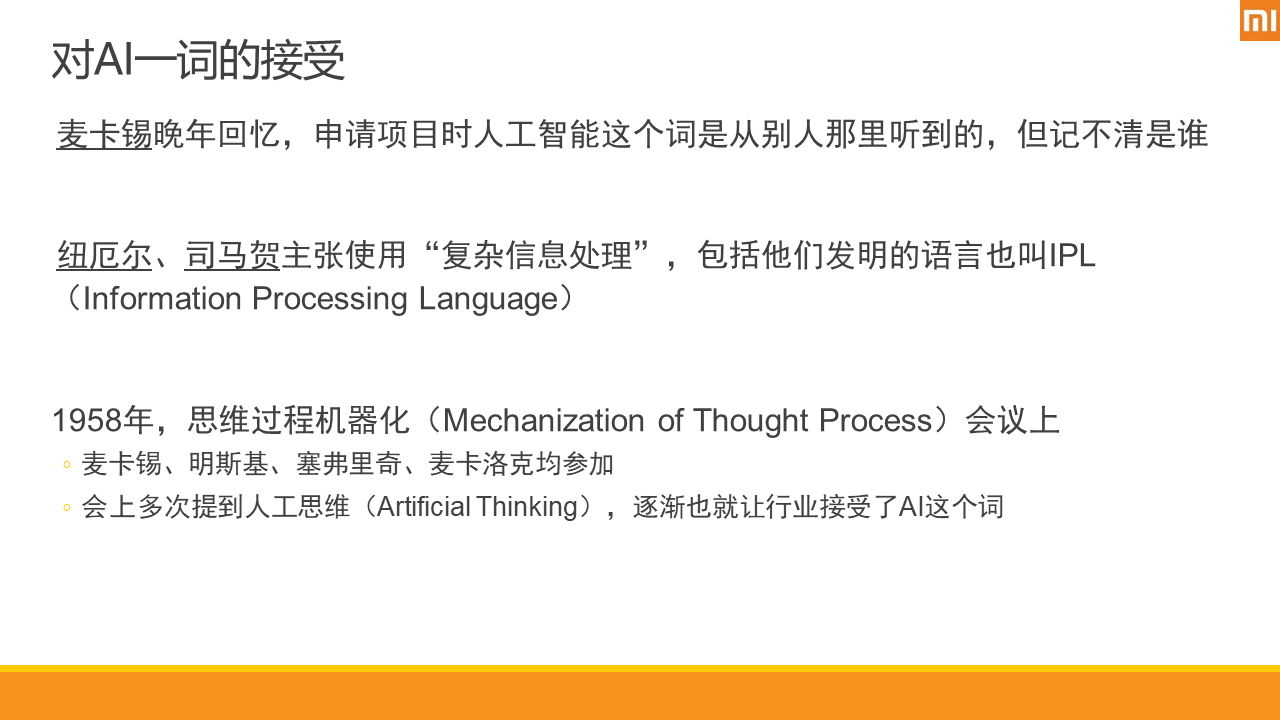 对AI一词的接受
mi
麦卡锡晚年回忆，申请项目时人工智能这个词是从别人那里听到的，但记不清是谁
纽厄尔、司马贺主张使用“复杂信息处理”，包括他们发明的语言也叫IPL
（Information Processing Language）
1958年，思维过程机器化（Mechanization of Thought Process）会议上
◦ 麦卡锡、明斯基、塞弗里奇、麦卡洛克均参加
◦ 会上多次提到人工思维（Artificial Thinking），逐渐也就让行业接受了AI这个词